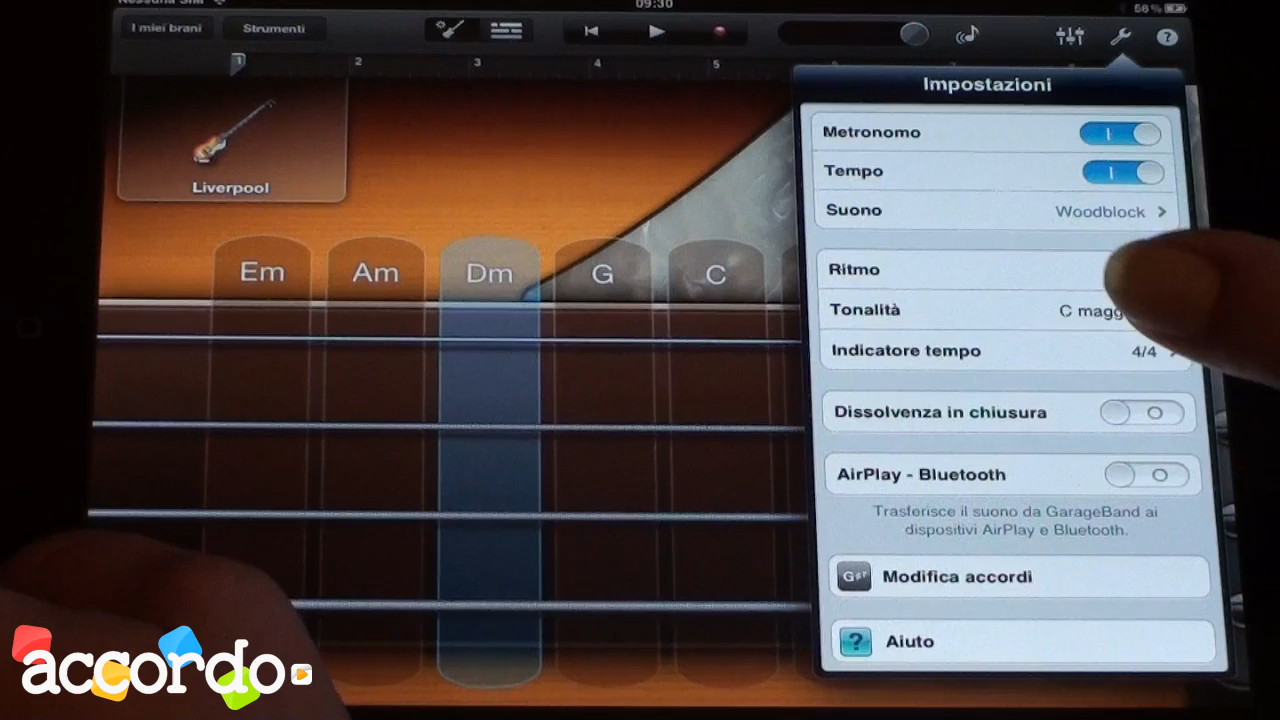 09:30
56%
I miei brani
Strumenti
1 2 3 4 5
Impostazioni
Liverpool
Metronomo
Tempo
Suono Woodblock
Em Am Dm G C
Ritmo
Tonalità C magg
Indicatore tempo 4/4
Dissolvenza in chiusura
AirPlay - Bluetooth
Trasferisce il suono da GarageBand ai
dispositivi AirPlay e Bluetooth.
Modifica accordi
? Aiuto
accordo